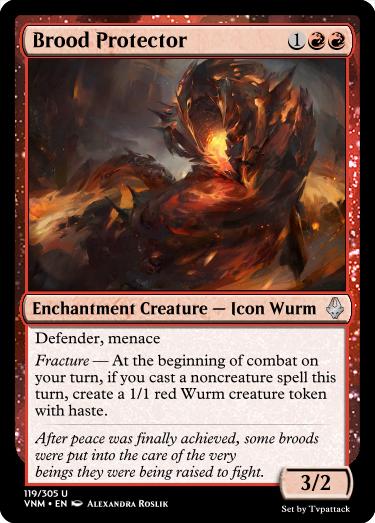 Brood Protector 1
Enchantment Creature — Icon Wurm
Defender, menace
Fracture — At the beginning of combat on
your turn, if you cast a noncreature spell this
turn, create a 1/1 red Wurm creature token
with haste.
After peace was finally achieved, some broods
were put into the care of the very
beings they were being raised to fight.
3/2
119/305 U
VNM • EN Alexandra Roslik
Set by Tvpattack